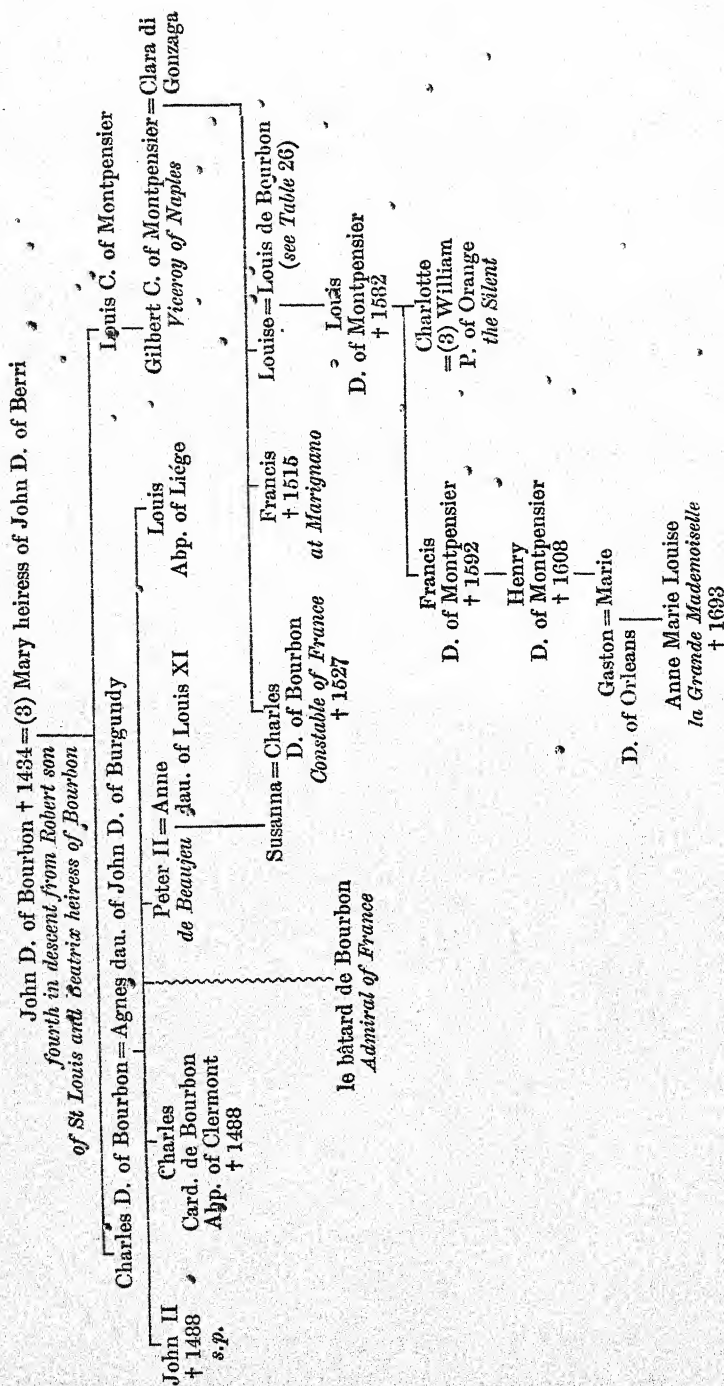 John D. of Bourbon † 1434=(3) Mary heiress of John D. of Berri
fourth in descent from Robert son
of St Louis and Beatrix heiress of Bourbon
Charles D. of Bourbon=Agnes dau. of John D. of Burgundy
Louis C. of Montpensier
John II
† 1488
s.p.
Charles
Card. de Bourbon
Abp. of Clermont
† 1488
Peter II=Anne
de Beaujeu dau. of Louis XI
Louis
Abp. of Liége
Gilbert C. of Montpensier=Clara di
Viceroy of Naples Gonzaga
le bâtard de Bourbon
Admiral of France
Susanna=Charles
D. of Bourbon
Constable of France
† 1527
Francis
† 1515
at Marignano
Louise=Louis de Bourbon
(see Table 26)
Louis
D. of Montpensier
† 1582
Francis
D. of Montpensier
† 1592
Charlotte
=(3) William
P. of Orange
the Silent
Henry
D. of Montpensier
† 1608
Gaston=Marie
D. of Orleans
Anne Marie Louise
la Grande Mademoiselle
† 1693